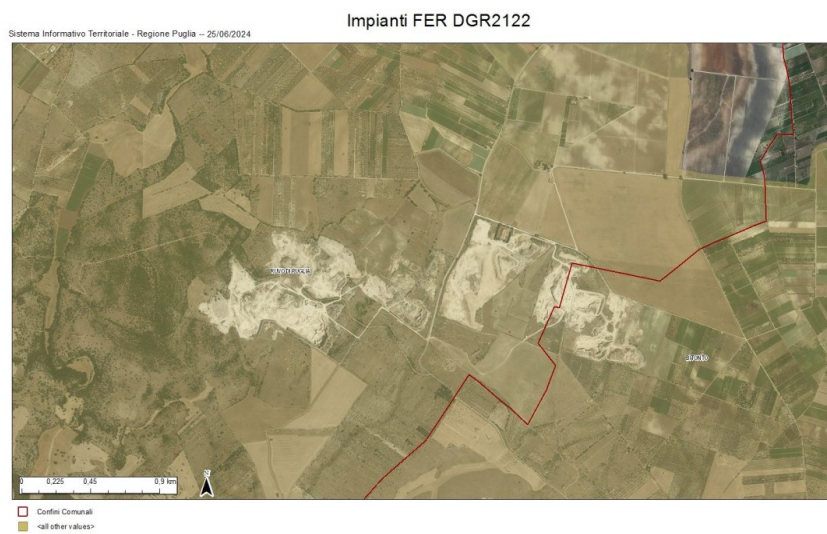 Impianti FER DGR2122
Sistema Informativo Territoriale - Regione Puglia -- 25/06/2024
BITONTO
N
0 0,225 0,45 0,9 km
Confini Comunali
<all other values>